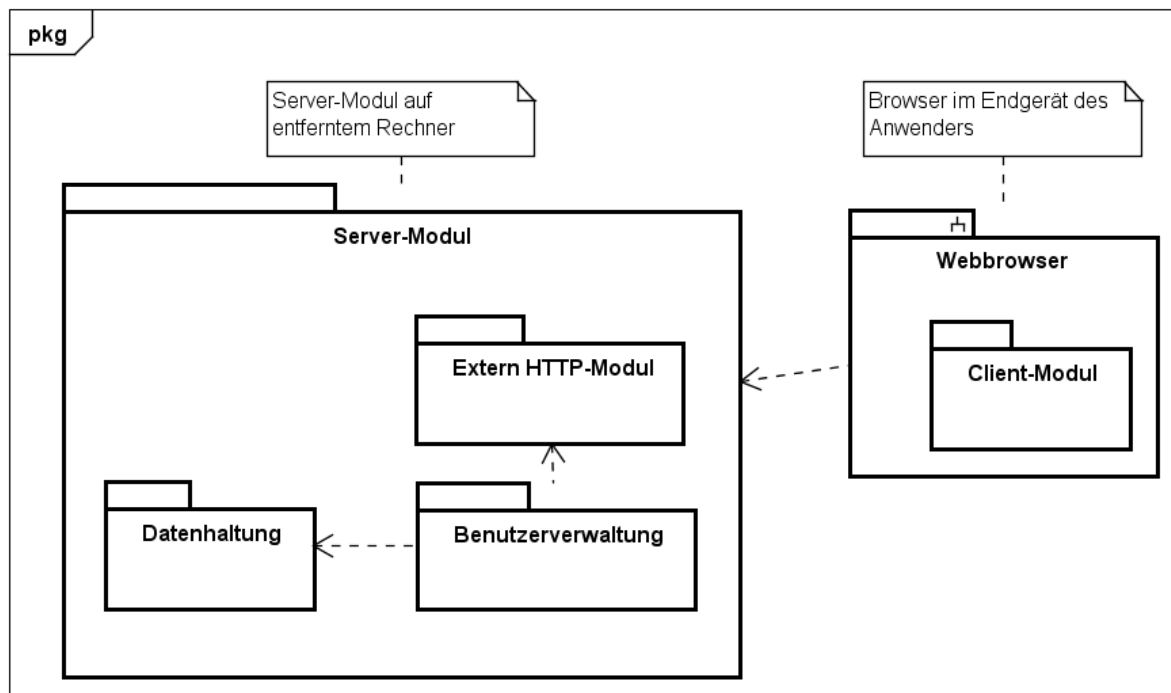 pkg
Server-Modul auf
entferntem Rechner
Browser im Endgerät des
Anwenders
Server-Modul
Webbrowser
Extern HTTP-Modul
Client-Modul
Datenhaltung
Benutzerverwaltung